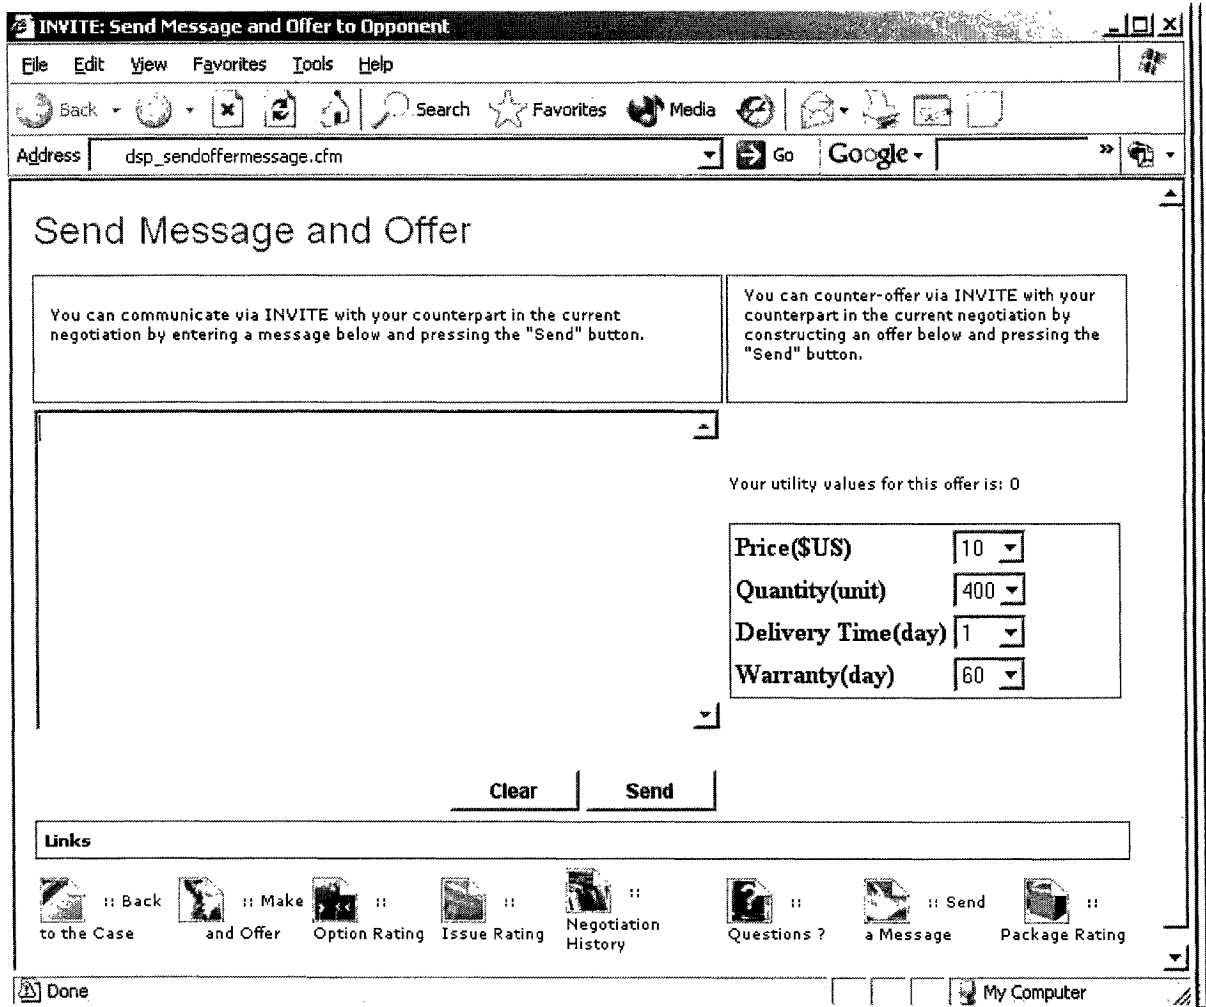 INVITE: Send Message and Offer to Opponent
File Edit View Favorites Tools Help
Back Search Favorites Media
Address dsp_sendoffermessage.cfm Go Google »
Send Message and Offer
You can communicate via INVITE with your counterpart in the current
negotiation by entering a message below and pressing the "Send" button.
You can counter-offer via INVITE with your
counterpart in the current negotiation by
constructing an offer below and pressing the
"Send" button.
Your utility values for this offer is: 0
Price($US) 10
Quantity(unit) 400
Delivery Time(day) 1
Warranty(day) 60
Clear Send
Links
:: Back
to the Case
:: Make
and Offer
::
Option Rating
::
Issue Rating
::
Negotiation
History
::
Questions ?
:: Send
a Message
::
Package Rating
Done My Computer